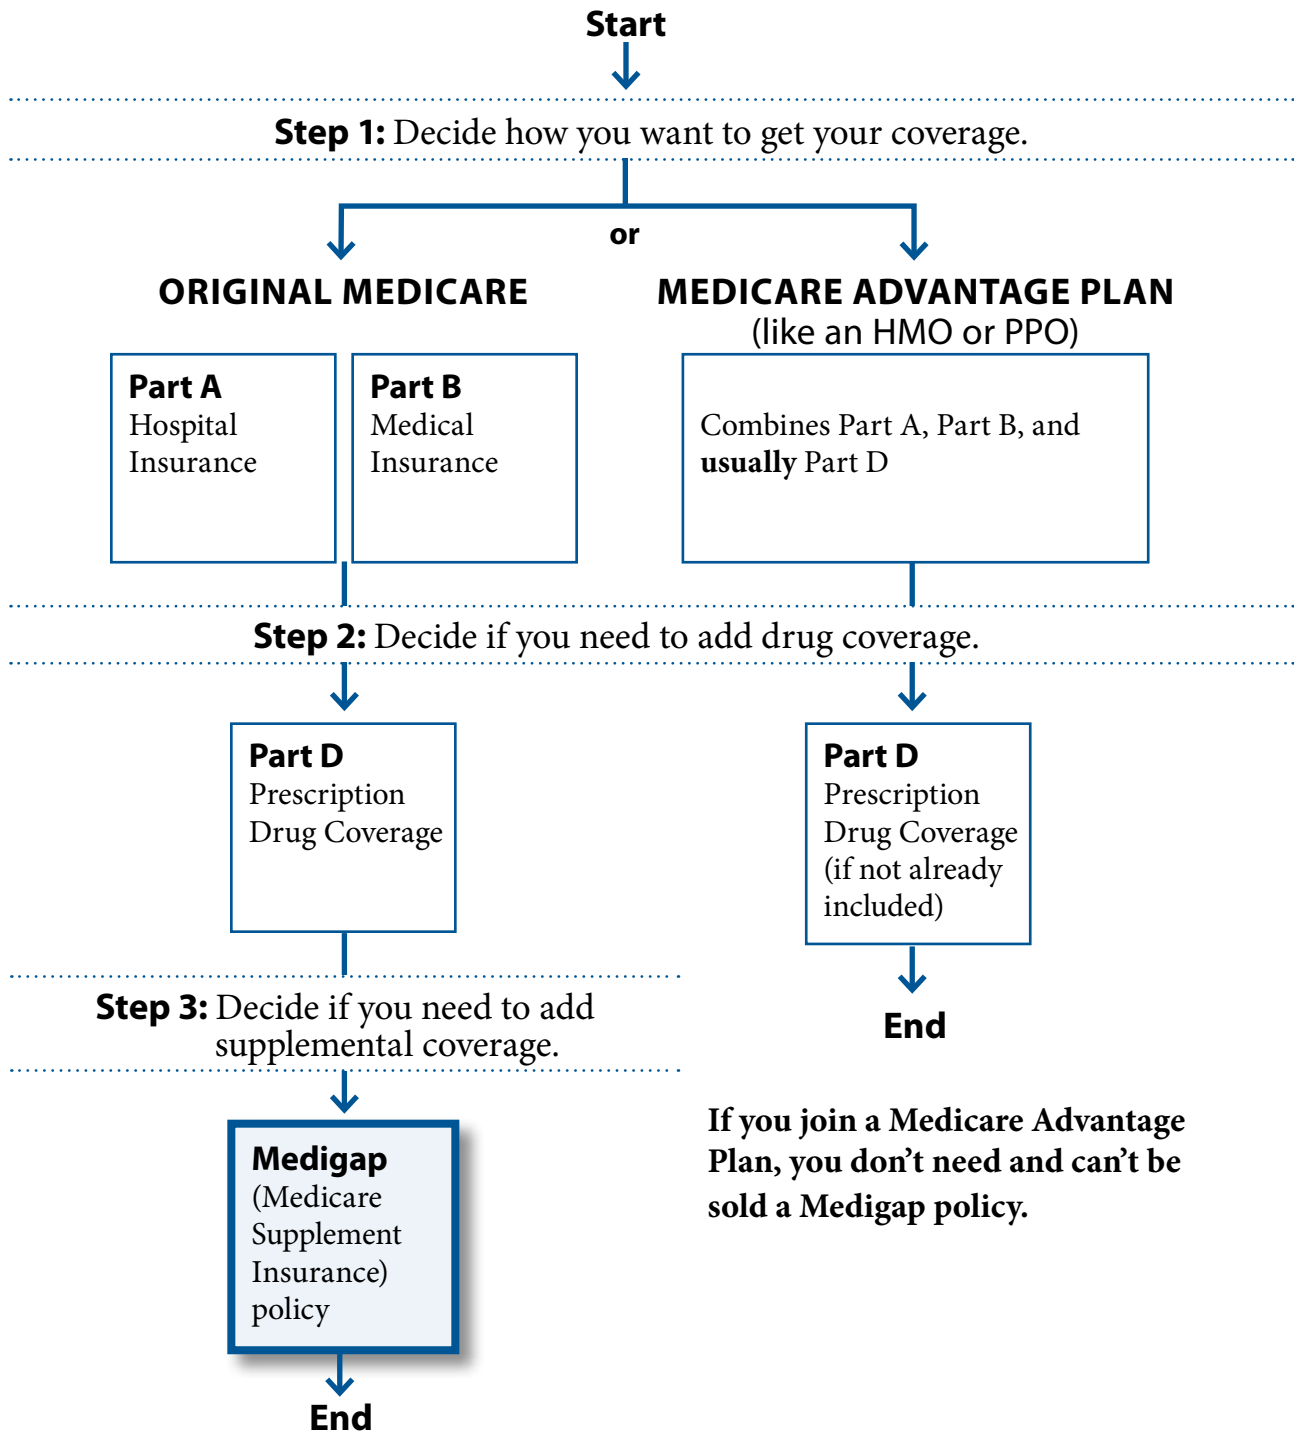 Start
Step 1: Decide how you want to get your coverage.
or
ORIGINAL MEDICARE
Part A
Hospital
Insurance
Part B
Medical
Insurance
MEDICARE ADVANTAGE PLAN
(like an HMO or PPO)
Combines Part A, Part B, and
usually Part D
Step 2: Decide if you need to add drug coverage.
Part D
Prescription
Drug Coverage
Part D
Prescription
Drug Coverage
(if not already
included)
End
Step 3: Decide if you need to add
supplemental coverage.
Medigap
(Medicare
Supplement
Insurance)
policy
End
If you join a Medicare Advantage
Plan, you don’t need and can’t be
sold a Medigap policy.